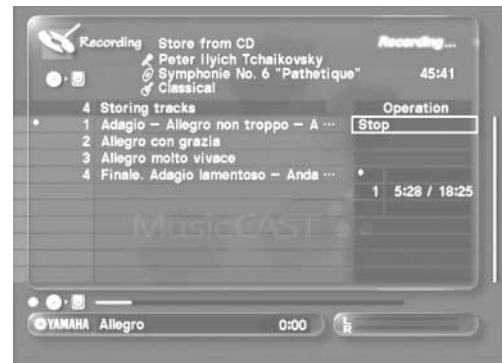 Recording Store from CD Recording...
Peter Ilyich Tchaikovsky
Symphonie No. 6 "Pathetique" 45:41
Classical
4 Storing tracks Operation
1 Adagio – Allegro non troppo – A ··· Stop
2 Allegro con grazia
3 Allegro molto vivace
4 Finale. Adagio lamentoso – Anda ···
1 5:28 / 18:25
MusicCAST
YAMAHA Allegro 0:00 L
R